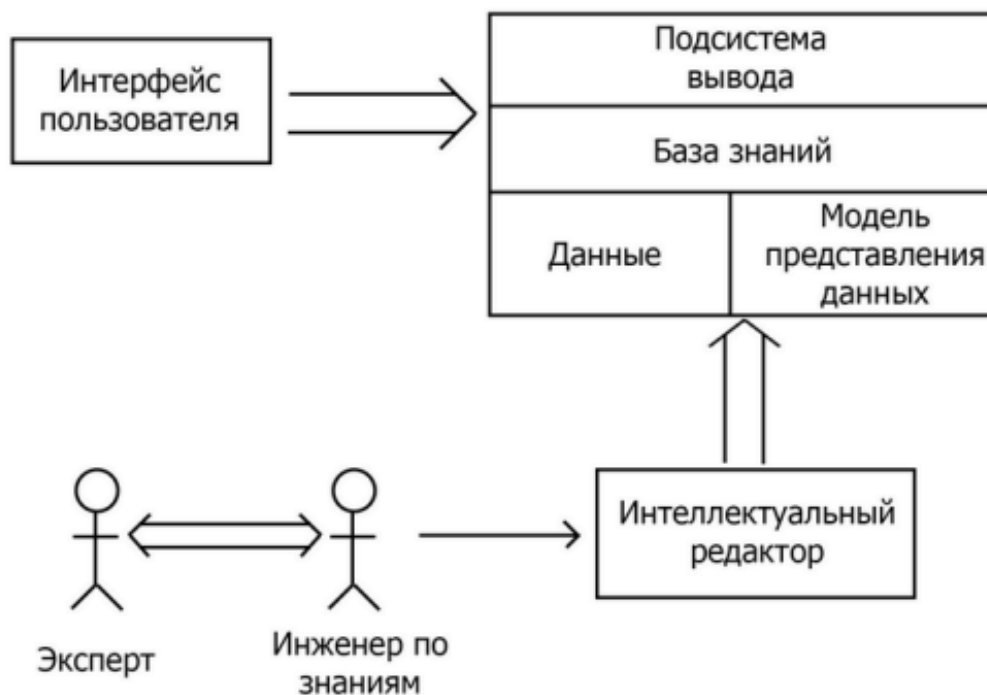 Интерфейс
пользователя
Подсистема
вывода
База знаний
Данные
Модель
представления
данных
Интеллектуальный
редактор
Эксперт
Инженер по
знаниям